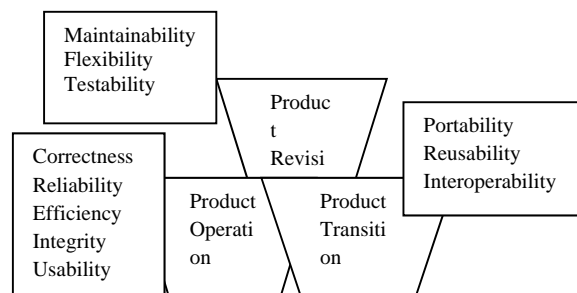 Maintainability
Flexibility
Testability
Produc
t
Revisi
Portability
Reusability
Interoperability
Correctness
Reliability
Efficiency
Integrity
Usability
Product
Operati
on
Product
Transiti
on